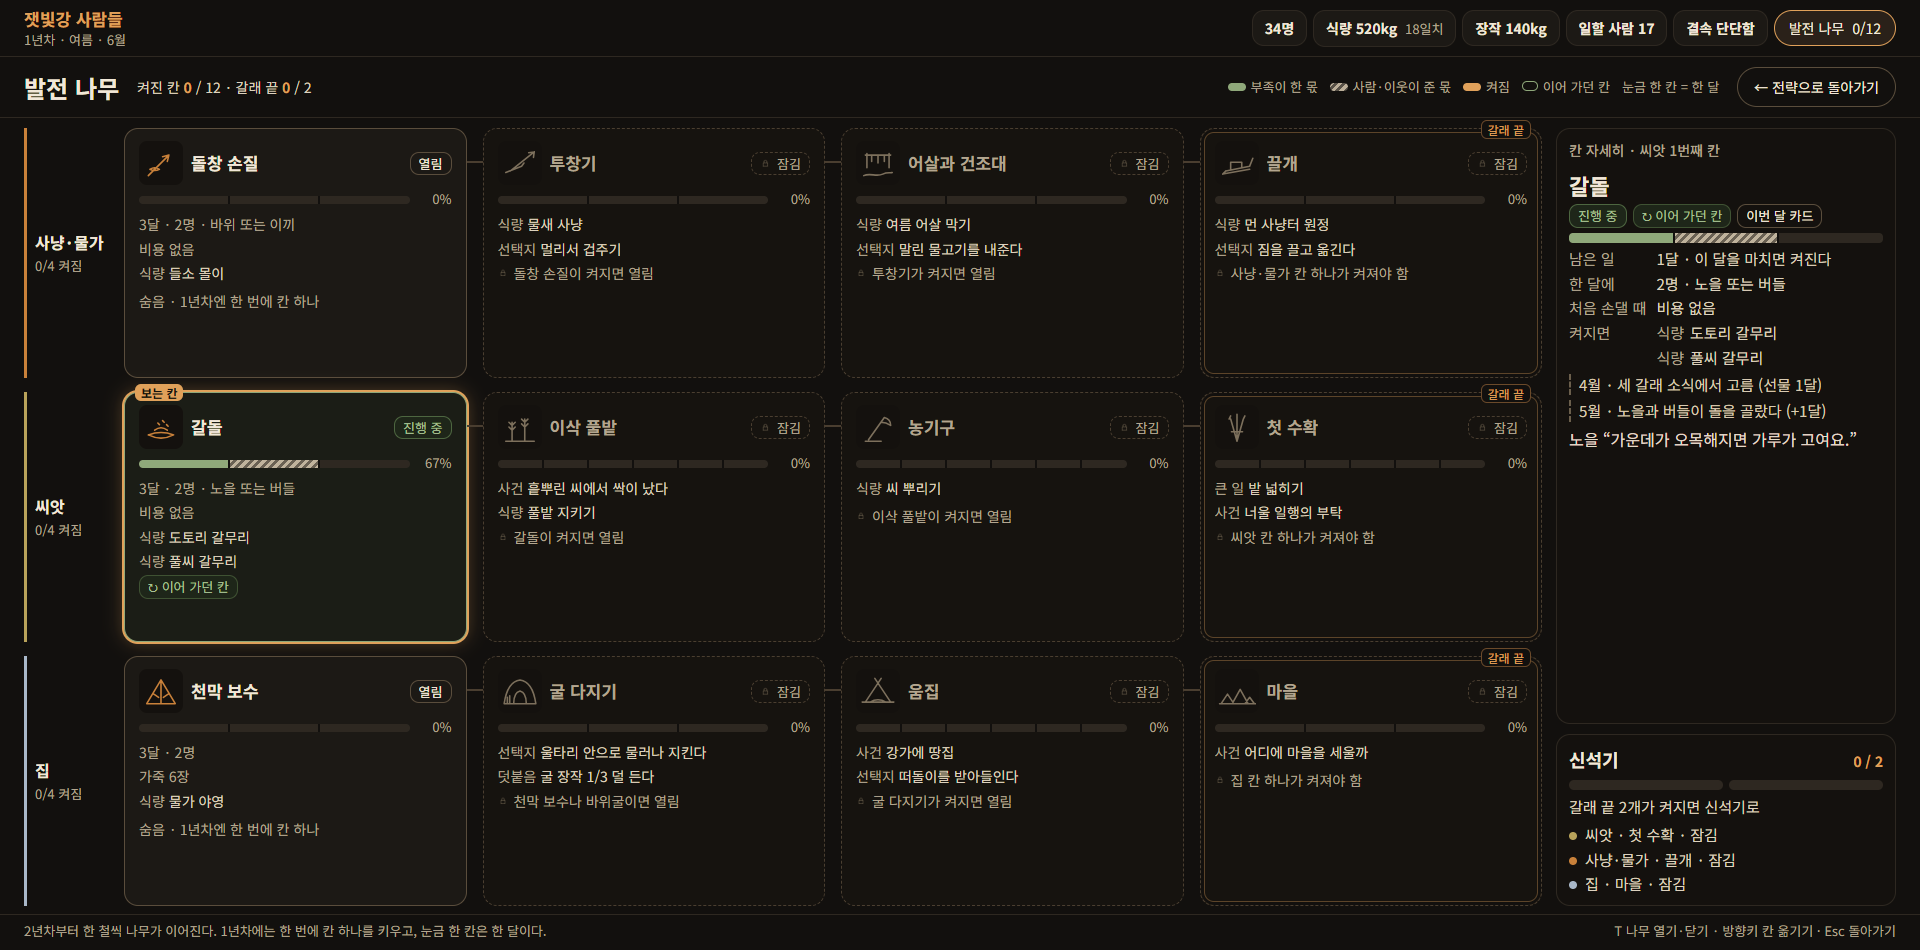 잿빛강 사람들
1년차 · 여름 · 6월
34명
식량 520kg 18일치
장작 140kg
일할 사람 17
결속 단단함
발전 나무 0/12
발전 나무
켜진 칸 0 / 12 · 갈래 끝 0 / 2
부족이 한 몫
사람·이웃이 준 몫
켜짐
이어 가던 칸
눈금 한 칸 = 한 달
← 전략으로 돌아가기
사냥·물가
0/4 켜짐
돌창 손질
열림
0%
3달 · 2명 · 바위 또는 이끼
비용 없음
식량 들소 몰이
숨음 · 1년차엔 한 번에 칸 하나
투창기
잠김
0%
식량 물새 사냥
선택지 멀리서 겁주기
돌창 손질이 켜지면 열림
어살과 건조대
잠김
0%
식량 여름 어살 막기
선택지 말린 물고기를 내준다
투창기가 켜지면 열림
갈래 끝
끌개
잠김
0%
식량 먼 사냥터 원정
선택지 짐을 끌고 옮긴다
사냥·물가 칸 하나가 켜져야 함
씨앗
0/4 켜짐
보는 칸
갈돌
진행 중
67%
3달 · 2명 · 노을 또는 버들
비용 없음
식량 도토리 갈무리
식량 풀씨 갈무리
↻ 이어 가던 칸
이삭 풀밭
잠김
0%
사건 흩뿌린 씨에서 싹이 났다
식량 풀밭 지키기
갈돌이 켜지면 열림
농기구
잠김
0%
식량 씨 뿌리기
이삭 풀밭이 켜지면 열림
갈래 끝
첫 수확
잠김
0%
큰 일 밭 넓히기
사건 너울 일행의 부탁
씨앗 칸 하나가 켜져야 함
집
0/4 켜짐
천막 보수
열림
0%
3달 · 2명
가죽 6장
식량 물가 야영
숨음 · 1년차엔 한 번에 칸 하나
굴 다지기
잠김
0%
선택지 울타리 안으로 물러나 지킨다
덧붙음 굴 장작 1/3 덜 든다
천막 보수나 바위굴이면 열림
움집
잠김
0%
사건 강가에 땅집
선택지 떠돌이를 받아들인다
굴 다지기가 켜지면 열림
갈래 끝
마을
잠김
0%
사건 어디에 마을을 세울까
집 칸 하나가 켜져야 함
칸 자세히 · 씨앗 1번째 칸
갈돌
진행 중
↻ 이어 가던 칸
이번 달 카드
남은 일 1달 · 이 달을 마치면 켜진다
한 달에 2명 · 노을 또는 버들
처음 손댈 때 비용 없음
켜지면 식량 도토리 갈무리
식량 풀씨 갈무리
4월 · 세 갈래 소식에서 고름 (선물 1달)
5월 · 노을과 버들이 돌을 골랐다 (+1달)
노을 “가운데가 오목해지면 가루가 고여요.”
신석기
0 / 2
갈래 끝 2개가 켜지면 신석기로
씨앗 · 첫 수확 · 잠김
사냥·물가 · 끌개 · 잠김
집 · 마을 · 잠김
2년차부터 한 철씩 나무가 이어진다. 1년차에는 한 번에 칸 하나를 키우고, 눈금 한 칸은 한 달이다.
T 나무 열기·닫기 · 방향키 칸 옮기기 · Esc 돌아가기